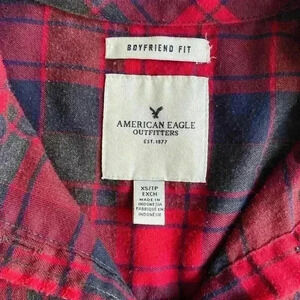 BOYFRIEND FIT
AMERICAN EAGLE
OUTFITTERS
EST. 1977
XS/TP
EXCH
MADE IN
INDONESIA
FABRIQUÉ EN
INDONÉSIE